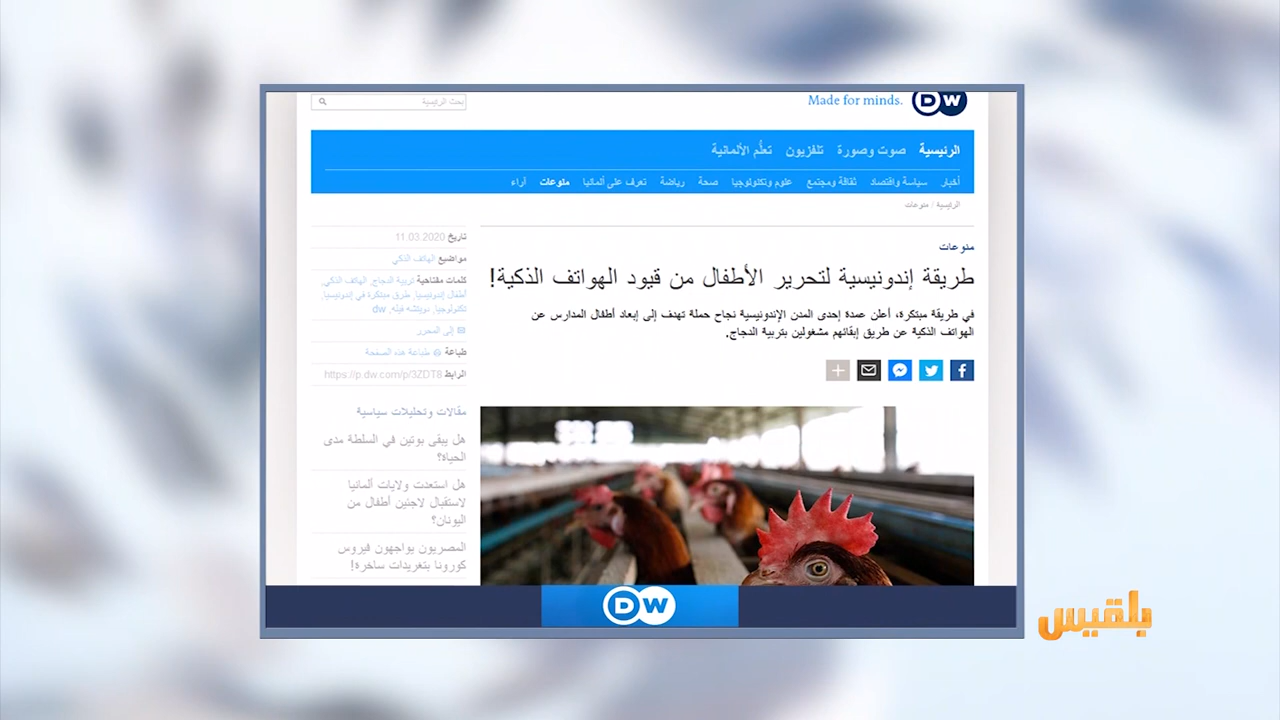 Made for minds. DW
بحث الرئيسية
الرئيسية صوت وصورة تلفزيون تعلُّم الألمانية
أخبار سياسة واقتصاد ثقافة ومجتمع علوم وتكنولوجيا صحة رياضة تعرف على ألمانيا منوعات آراء
الرئيسية / منوعات
منوعات
طريقة إندونيسية لتحرير الأطفال من قيود الهواتف الذكية!
في طريقة مبتكرة، أعلن عمدة إحدى المدن الإندونيسية نجاح حملة تهدف إلى إبعاد أطفال المدارس عن
الهواتف الذكية عن طريق إبقائهم مشغولين بتربية الدجاج.
تاريخ 11.03.2020
مواضيع الهاتف الذكي
كلمات مفتاحية تربية الدجاج, الهاتف الذكي,
أطفال إندونيسيا, طرق مبتكرة في إندونيسيا,
تكنولوجيا, دويتشه فيله, dw
إلى المحرر
طباعة طباعة هذه الصفحة
الرابط https://p.dw.com/p/3ZDT8
مقالات وتحليلات سياسية
هل يبقى بوتين في السلطة مدى
الحياة؟
هل استعدت ولايات ألمانيا
لاستقبال لاجئين أطفال من
اليونان؟
المصريون يواجهون فيروس
كورونا بتغريدات ساخرة!
DW
بلقيس